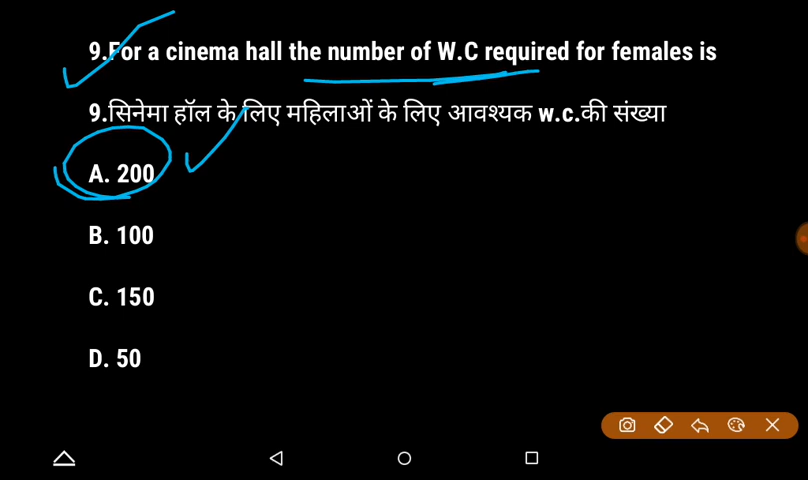 9.For a cinema hall the number of W.C required for females is
9.सिनेमा हॉल के लिए महिलाओं के लिए आवश्यक w.c.की संख्या
A. 200
B. 100
C. 150
D. 50